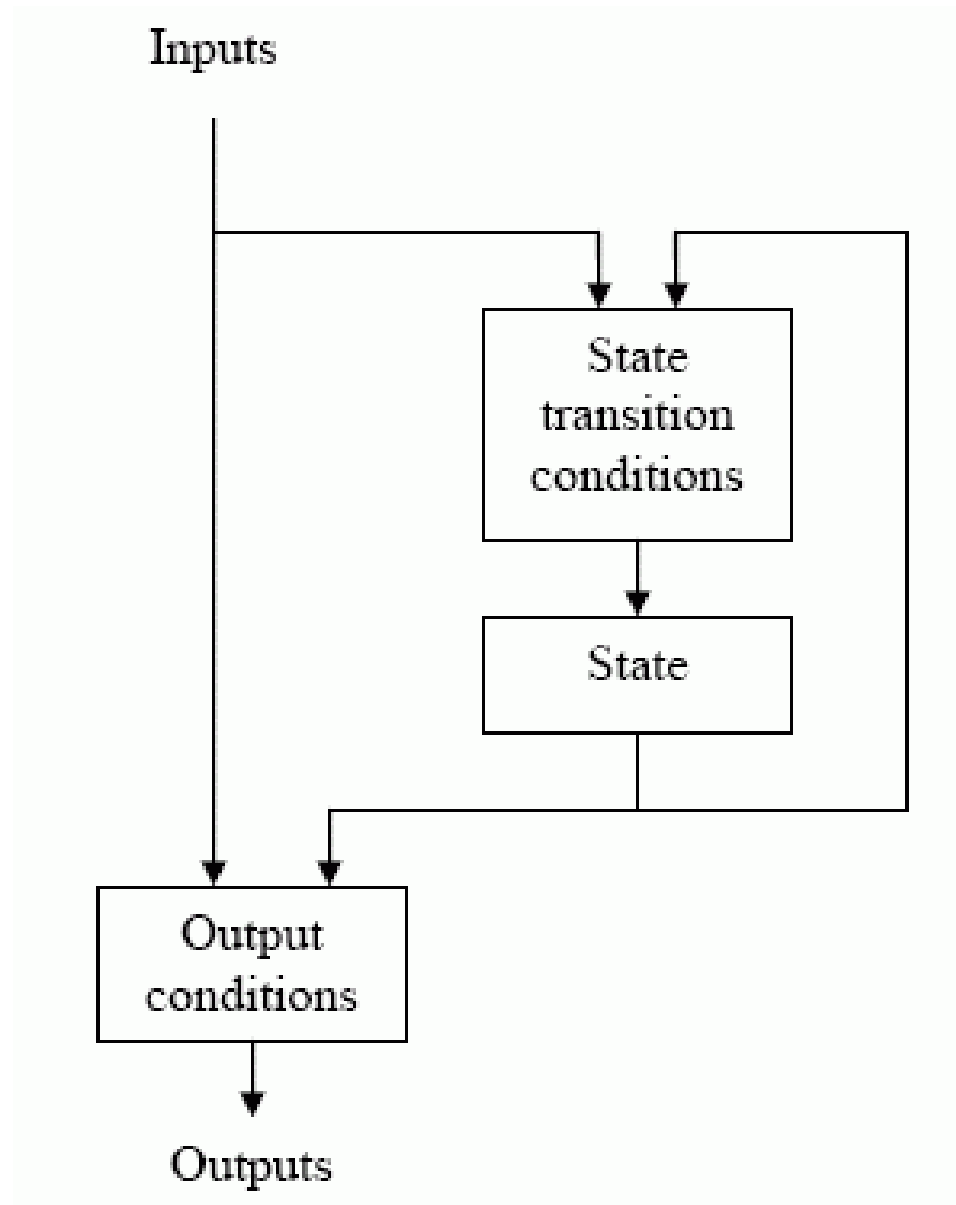 Inputs
State
transition
conditions
State
Output
conditions
Outputs